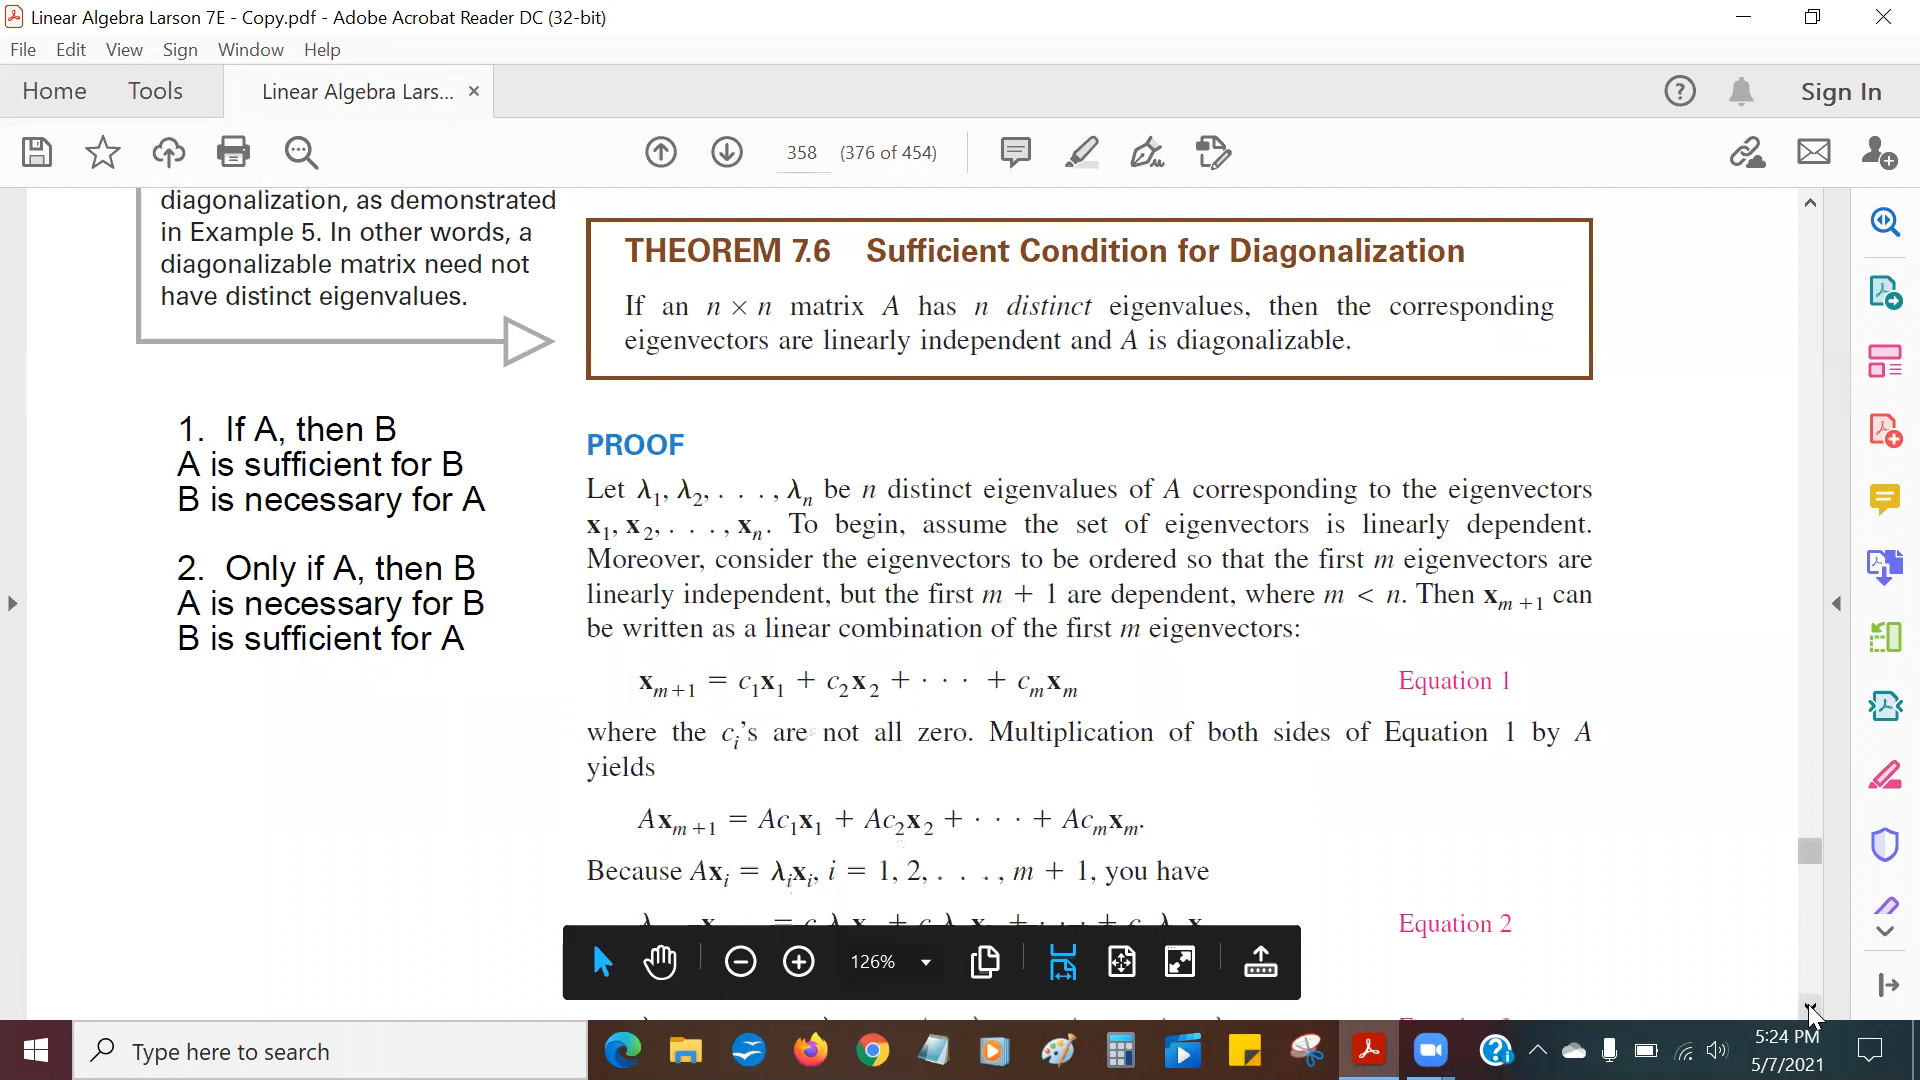 Linear Algebra Larson 7E - Copy.pdf - Adobe Acrobat Reader DC (32-bit)
File Edit View Sign Window Help
Home Tools Linear Algebra Lars... × Sign In
358 (376 of 454)
diagonalization, as demonstrated
in Example 5. In other words, a
diagonalizable matrix need not
have distinct eigenvalues.
THEOREM 7.6 Sufficient Condition for Diagonalization
If an n × n matrix A has n distinct eigenvalues, then the corresponding
eigenvectors are linearly independent and A is diagonalizable.
1. If A, then B
A is sufficient for B
B is necessary for A
2. Only if A, then B
A is necessary for B
B is sufficient for A
PROOF
Let λ₁, λ₂, . . . , λₙ be n distinct eigenvalues of A corresponding to the eigenvectors
x₁, x₂, . . . , xₙ. To begin, assume the set of eigenvectors is linearly dependent.
Moreover, consider the eigenvectors to be ordered so that the first m eigenvectors are
linearly independent, but the first m + 1 are dependent, where m < n. Then xₘ₊₁ can
be written as a linear combination of the first m eigenvectors:
xₘ₊₁ = c₁x₁ + c₂x₂ + · · · + cₘxₘ Equation 1
where the cᵢ's are not all zero. Multiplication of both sides of Equation 1 by A
yields
Axₘ₊₁ = Ac₁x₁ + Ac₂x₂ + · · · + Acₘxₘ.
Because Axᵢ = λᵢxᵢ, i = 1, 2, . . . , m + 1, you have
Equation 2
126%
Type here to search
5:24 PM
5/7/2021